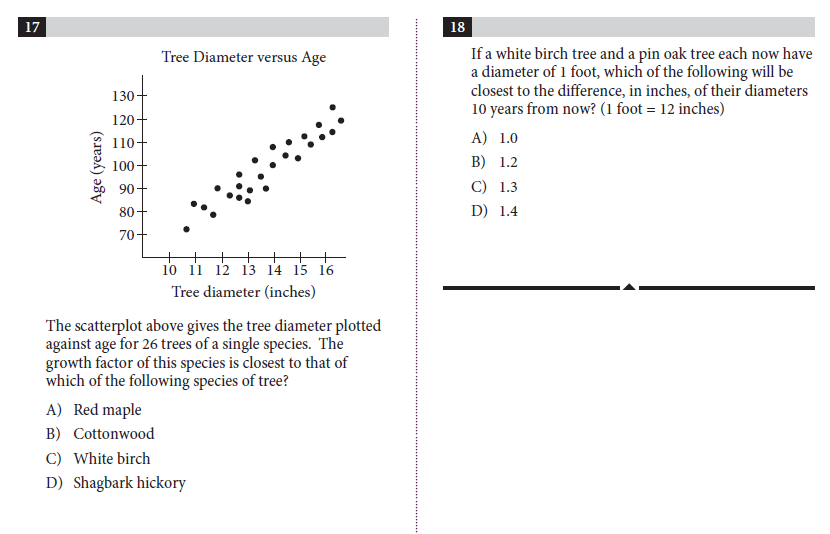 17
Tree Diameter versus Age
130
120
110
100
90
80
70
Age (years)
10 11 12 13 14 15 16
Tree diameter (inches)
The scatterplot above gives the tree diameter plotted
against age for 26 trees of a single species. The
growth factor of this species is closest to that of
which of the following species of tree?
A) Red maple
B) Cottonwood
C) White birch
D) Shagbark hickory
18
If a white birch tree and a pin oak tree each now have
a diameter of 1 foot, which of the following will be
closest to the difference, in inches, of their diameters
10 years from now? (1 foot = 12 inches)
A) 1.0
B) 1.2
C) 1.3
D) 1.4